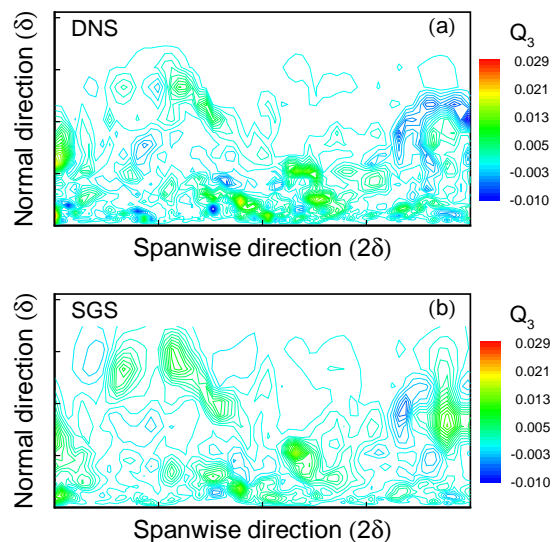 DNS
(a)
Q3
0.029
0.021
0.013
0.005
-0.003
-0.010
Normal direction (δ)
Spanwise direction (2δ)
SGS
(b)
Q3
0.029
0.021
0.013
0.005
-0.003
-0.010
Normal direction (δ)
Spanwise direction (2δ)